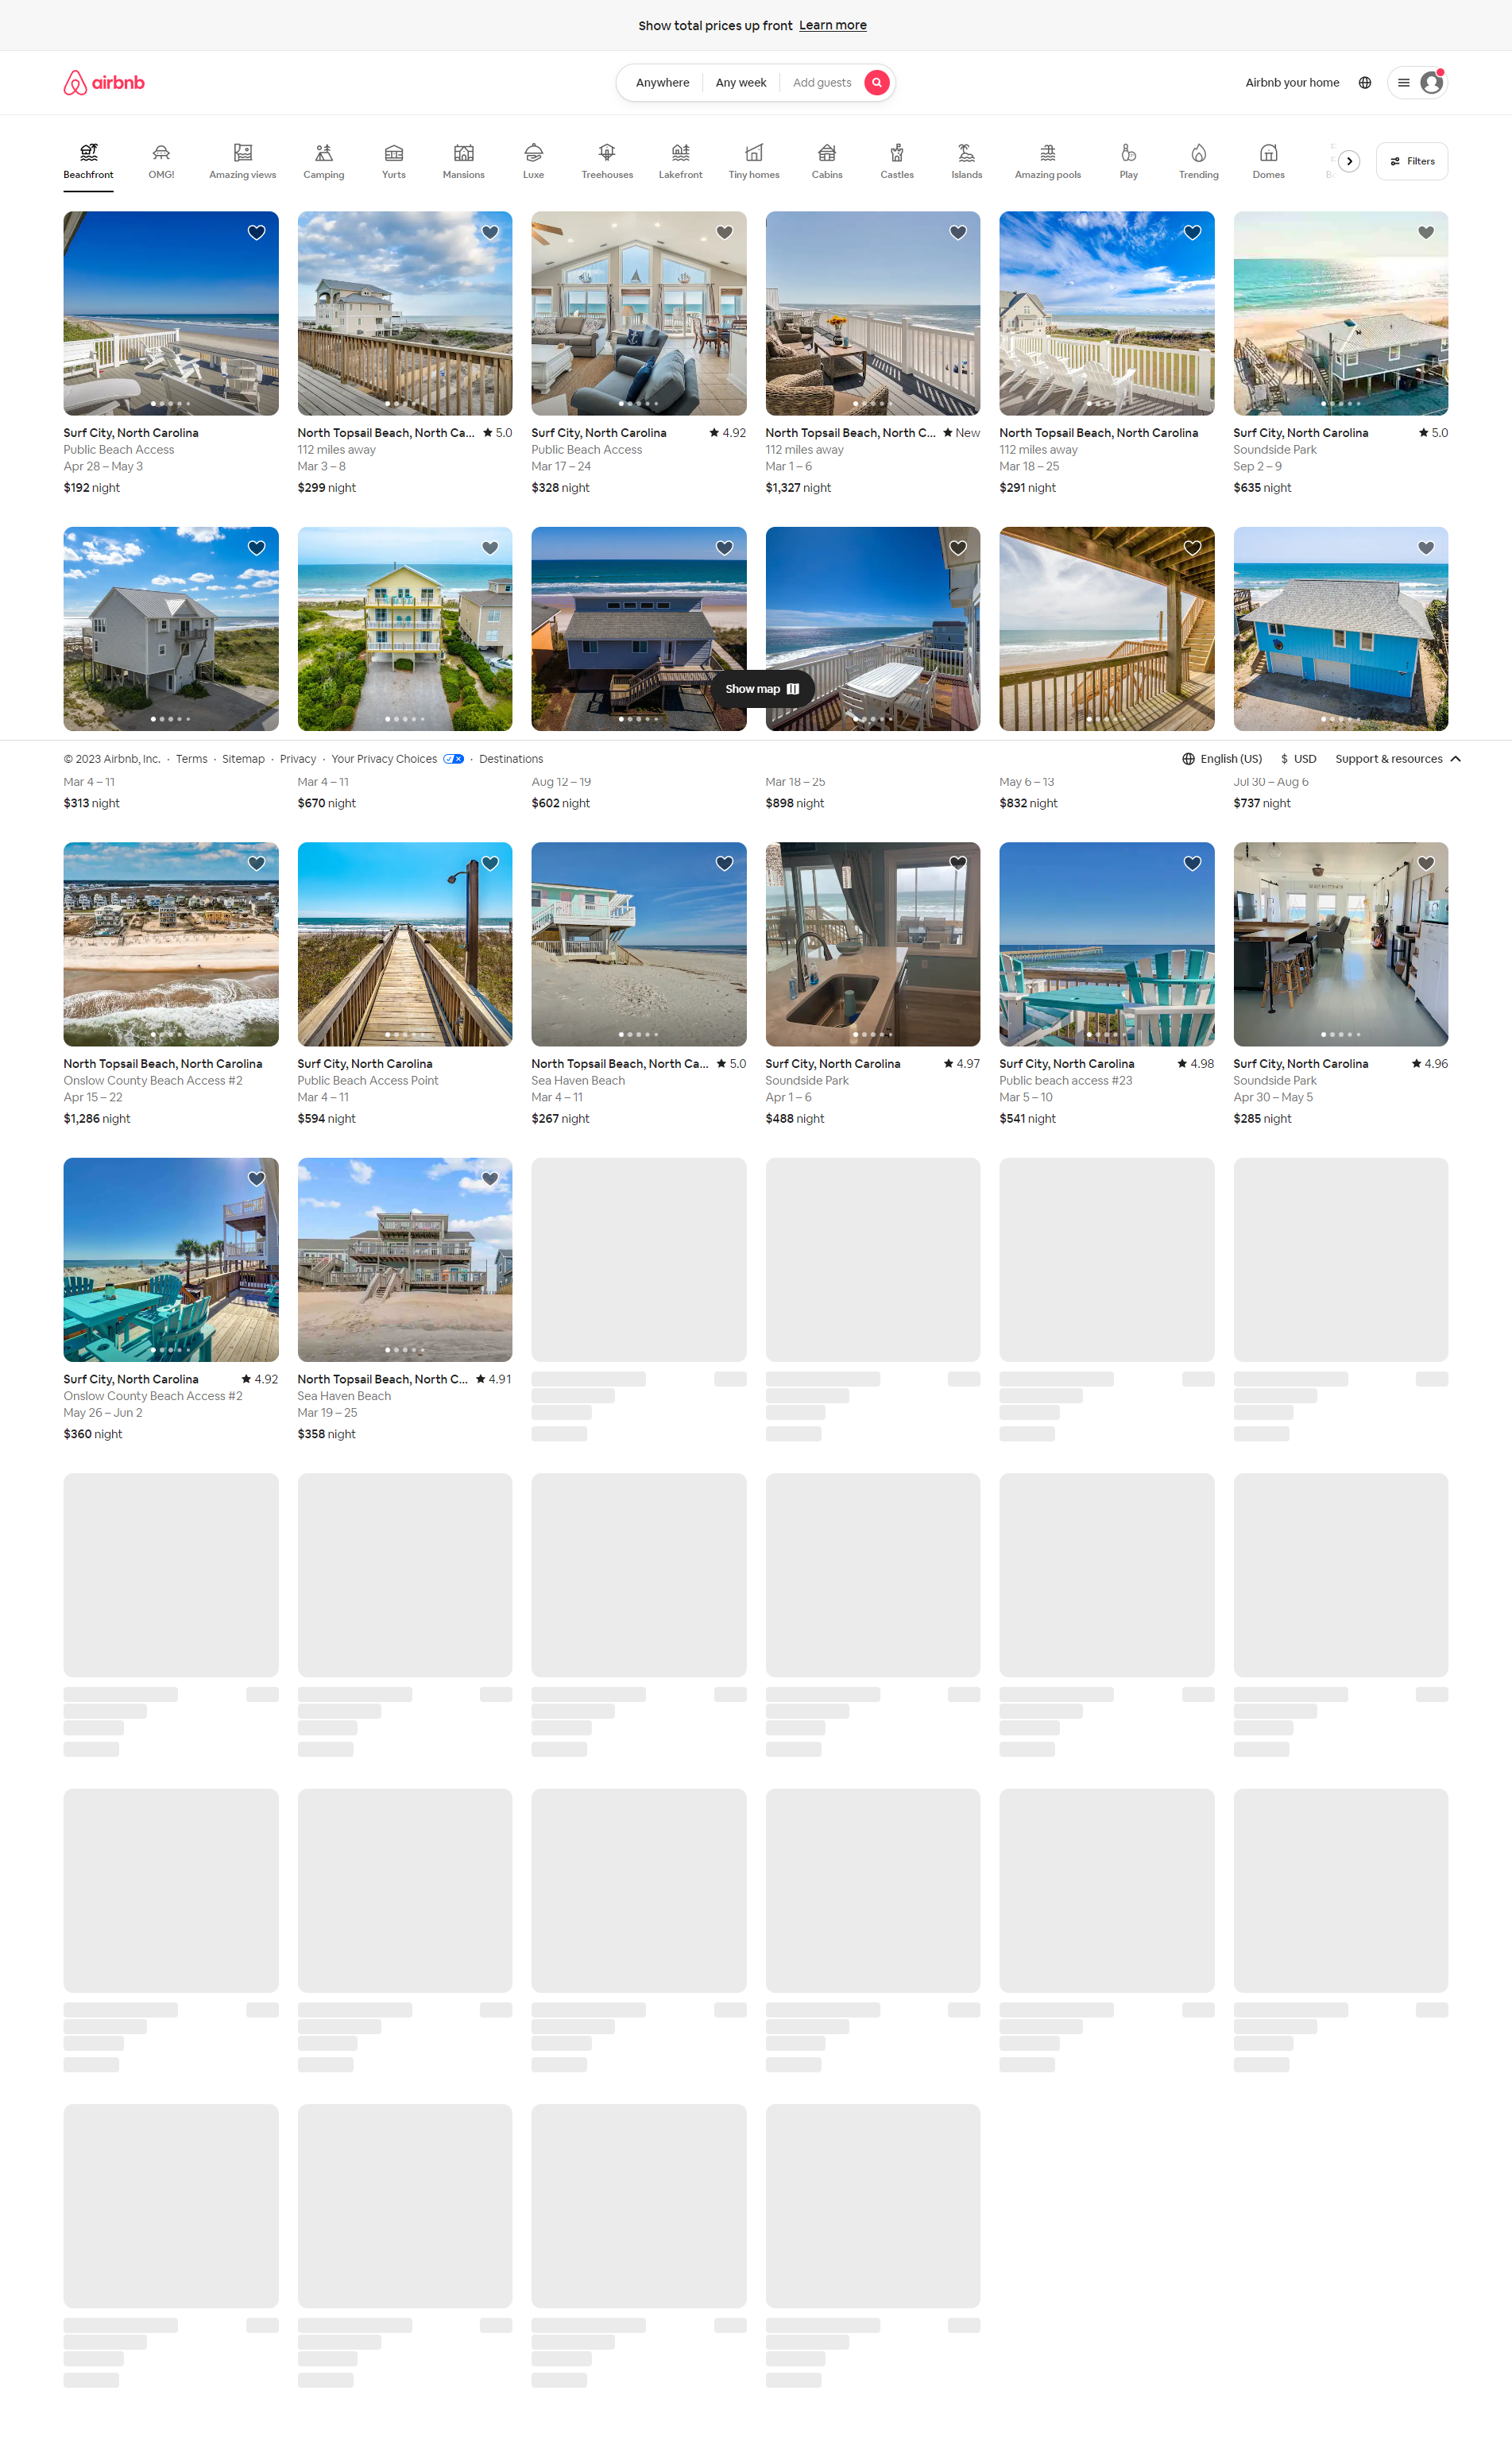 Show total prices up front Learn more
airbnb
Anywhere Any week Add guests
Airbnb your home
Beachfront OMG! Amazing views Camping Yurts Mansions Luxe Treehouses Lakefront Tiny homes Cabins Castles Islands Amazing pools Play Trending Domes
Filters
Surf City, North Carolina
Public Beach Access
Apr 28 – May 3
$192 night
North Topsail Beach, North Ca... 5.0
112 miles away
Mar 3 – 8
$299 night
Surf City, North Carolina 4.92
Public Beach Access
Mar 17 – 24
$328 night
North Topsail Beach, North C... New
112 miles away
Mar 1 – 6
$1,327 night
North Topsail Beach, North Carolina
112 miles away
Mar 18 – 25
$291 night
Surf City, North Carolina 5.0
Soundside Park
Sep 2 – 9
$635 night
Show map
© 2023 Airbnb, Inc. · Terms · Sitemap · Privacy · Your Privacy Choices · Destinations
English (US) $ USD Support & resources
Mar 4 – 11
$313 night
Mar 4 – 11
$670 night
Aug 12 – 19
$602 night
Mar 18 – 25
$898 night
May 6 – 13
$832 night
Jul 30 – Aug 6
$737 night
North Topsail Beach, North Carolina
Onslow County Beach Access #2
Apr 15 – 22
$1,286 night
Surf City, North Carolina
Public Beach Access Point
Mar 4 – 11
$594 night
North Topsail Beach, North Ca... 5.0
Sea Haven Beach
Mar 4 – 11
$267 night
Surf City, North Carolina 4.97
Soundside Park
Apr 1 – 6
$488 night
Surf City, North Carolina 4.98
Public beach access #23
Mar 5 – 10
$541 night
Surf City, North Carolina 4.96
Soundside Park
Apr 30 – May 5
$285 night
Surf City, North Carolina 4.92
Onslow County Beach Access #2
May 26 – Jun 2
$360 night
North Topsail Beach, North C... 4.91
Sea Haven Beach
Mar 19 – 25
$358 night